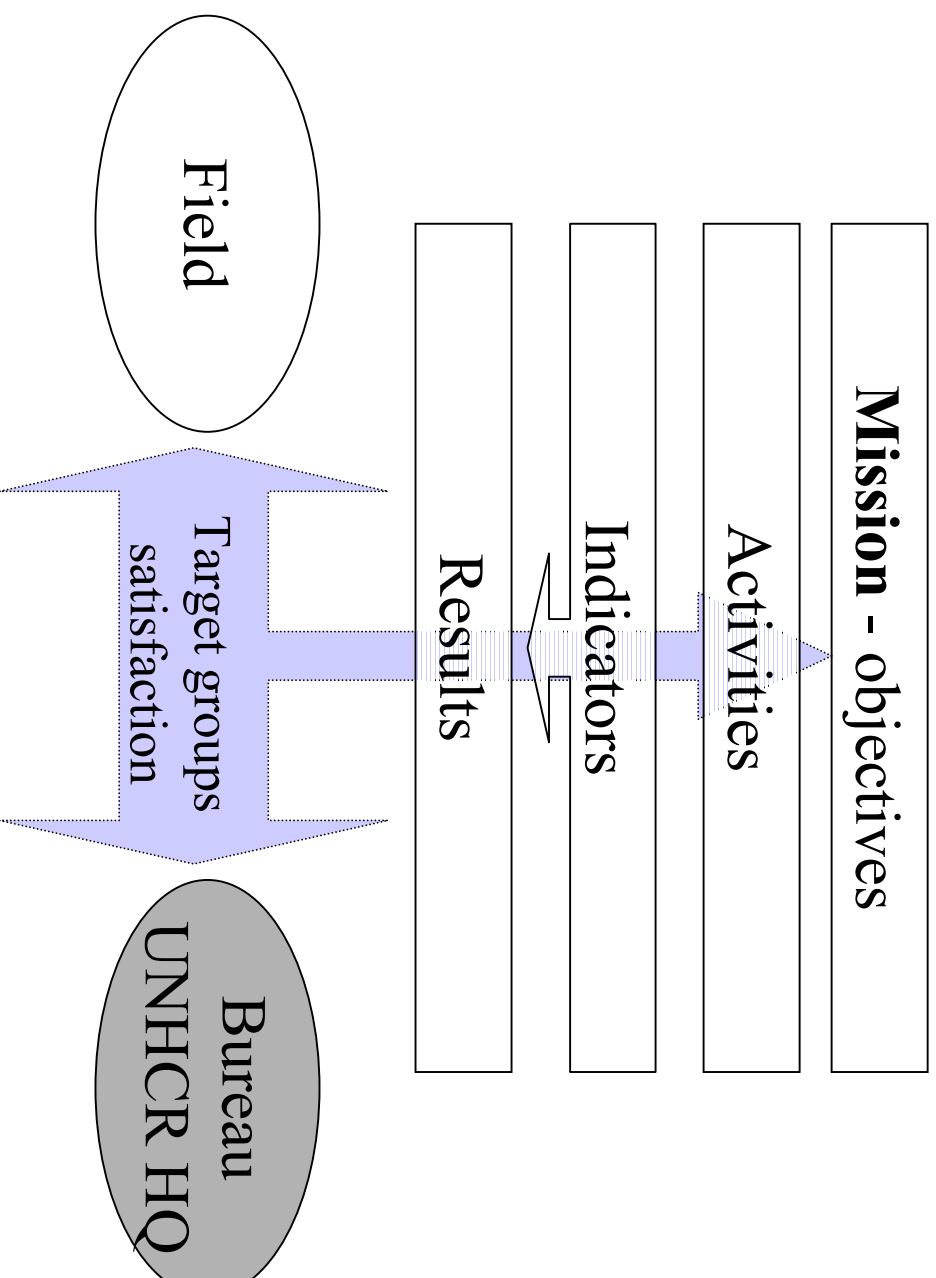 Mission - objectives
Activities
Indicators
Results
Field
Target groups
satisfaction
Bureau
UNHCR HQ